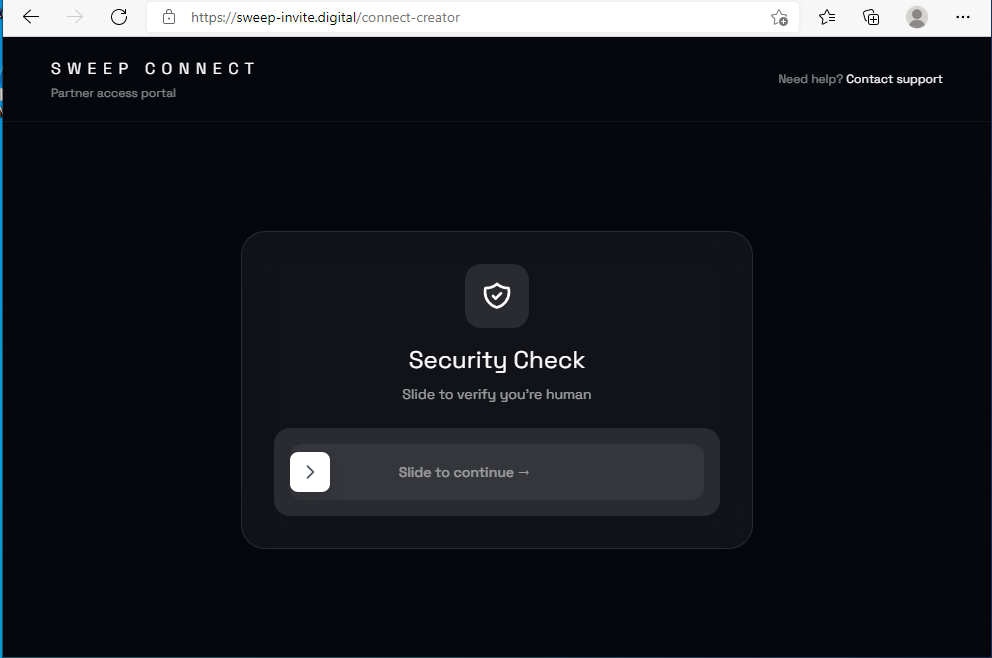 https://sweep-invite.digital/connect-creator
SWEEP CONNECT
Partner access portal
Need help? Contact support
Security Check
Slide to verify you're human
Slide to continue →